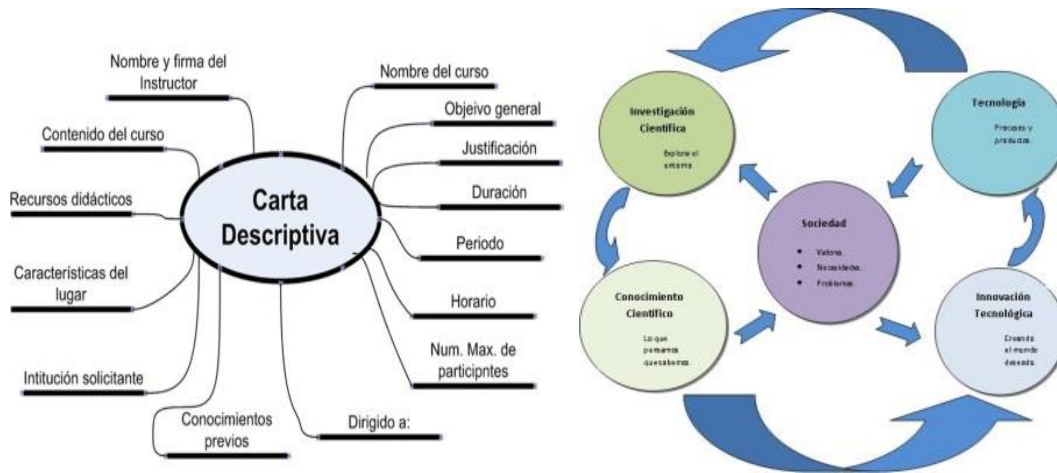 Nombre y firma del
Instructor
Contenido del curso
Recursos didácticos
Características del
lugar
Intitución solicitante
Conocimientos
previos
Carta
Descriptiva
Nombre del curso
Objeivo general
Justificación
Duración
Periodo
Horario
Num. Max. de
participntes
Dirigido a:
Investigación
Científica
Explora el
entorno
Tecnología
Procesos y
productos.
Sociedad
Valores.
Necesidades.
Problemas.
Conocimiento
Científico
Lo que
pensamos
que sabemos.
Innovación
Tecnológica
Creando
el mundo
deseado.